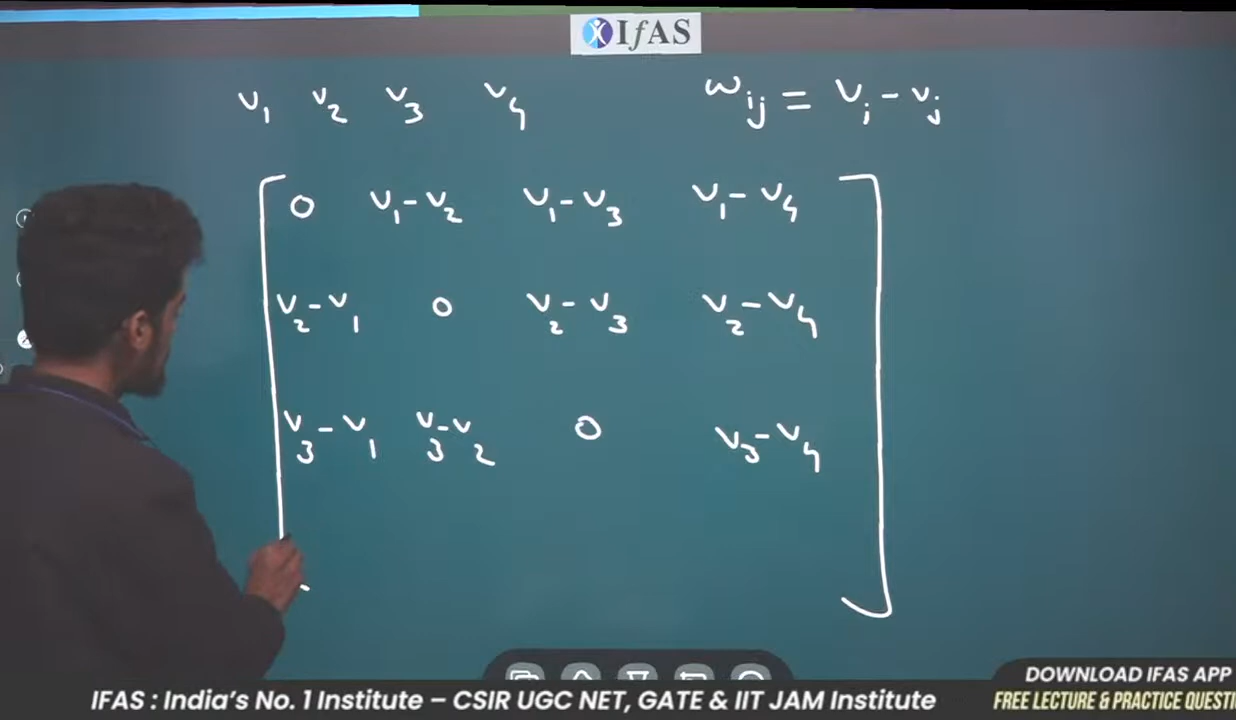 IfAS
v₁ v₂ v₃ v₄ wᵢⱼ = vᵢ - vⱼ
0 v₁-v₂ v₁-v₃ v₁-v₄
v₂-v₁ 0 v₂-v₃ v₂-v₄
v₃-v₁ v₃-v₂ 0 v₃-v₄
DOWNLOAD IFAS APP
IFAS : India's No. 1 Institute – CSIR UGC NET, GATE & IIT JAM Institute FREE LECTURE & PRACTICE QUESTI